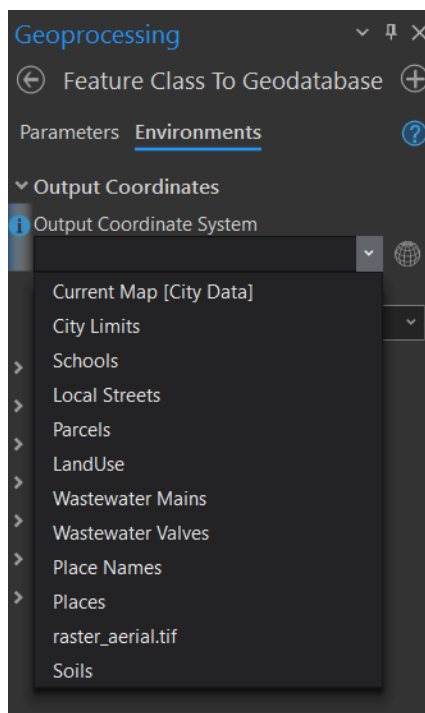 Geoprocessing
Feature Class To Geodatabase
Parameters Environments
Output Coordinates
Output Coordinate System
Current Map [City Data]
City Limits
Schools
Local Streets
Parcels
LandUse
Wastewater Mains
Wastewater Valves
Place Names
Places
raster_aerial.tif
Soils